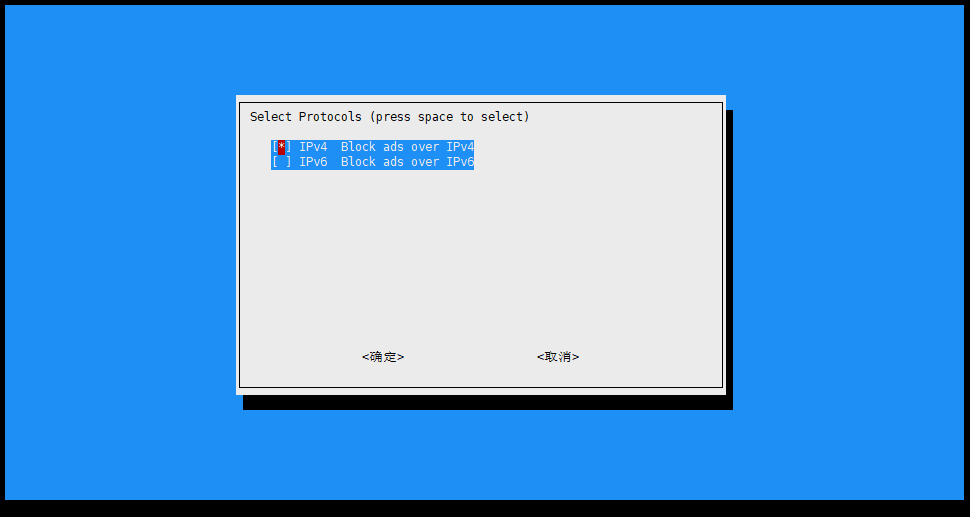 Select Protocols (press space to select)
[*] IPv4  Block ads over IPv4
[ ] IPv6  Block ads over IPv6
<确定> <取消>